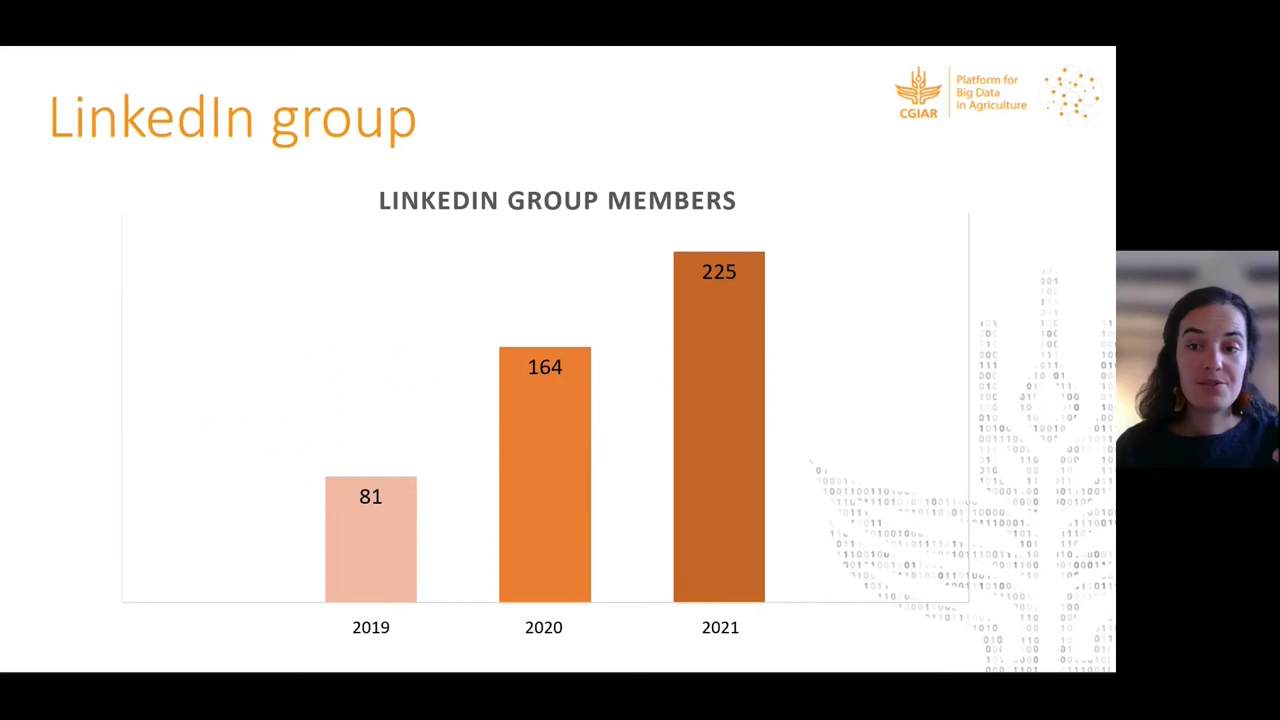 LinkedIn group
CGIAR
Platform for
Big Data
in Agriculture
LINKEDIN GROUP MEMBERS
225
164
81
2019
2020
2021